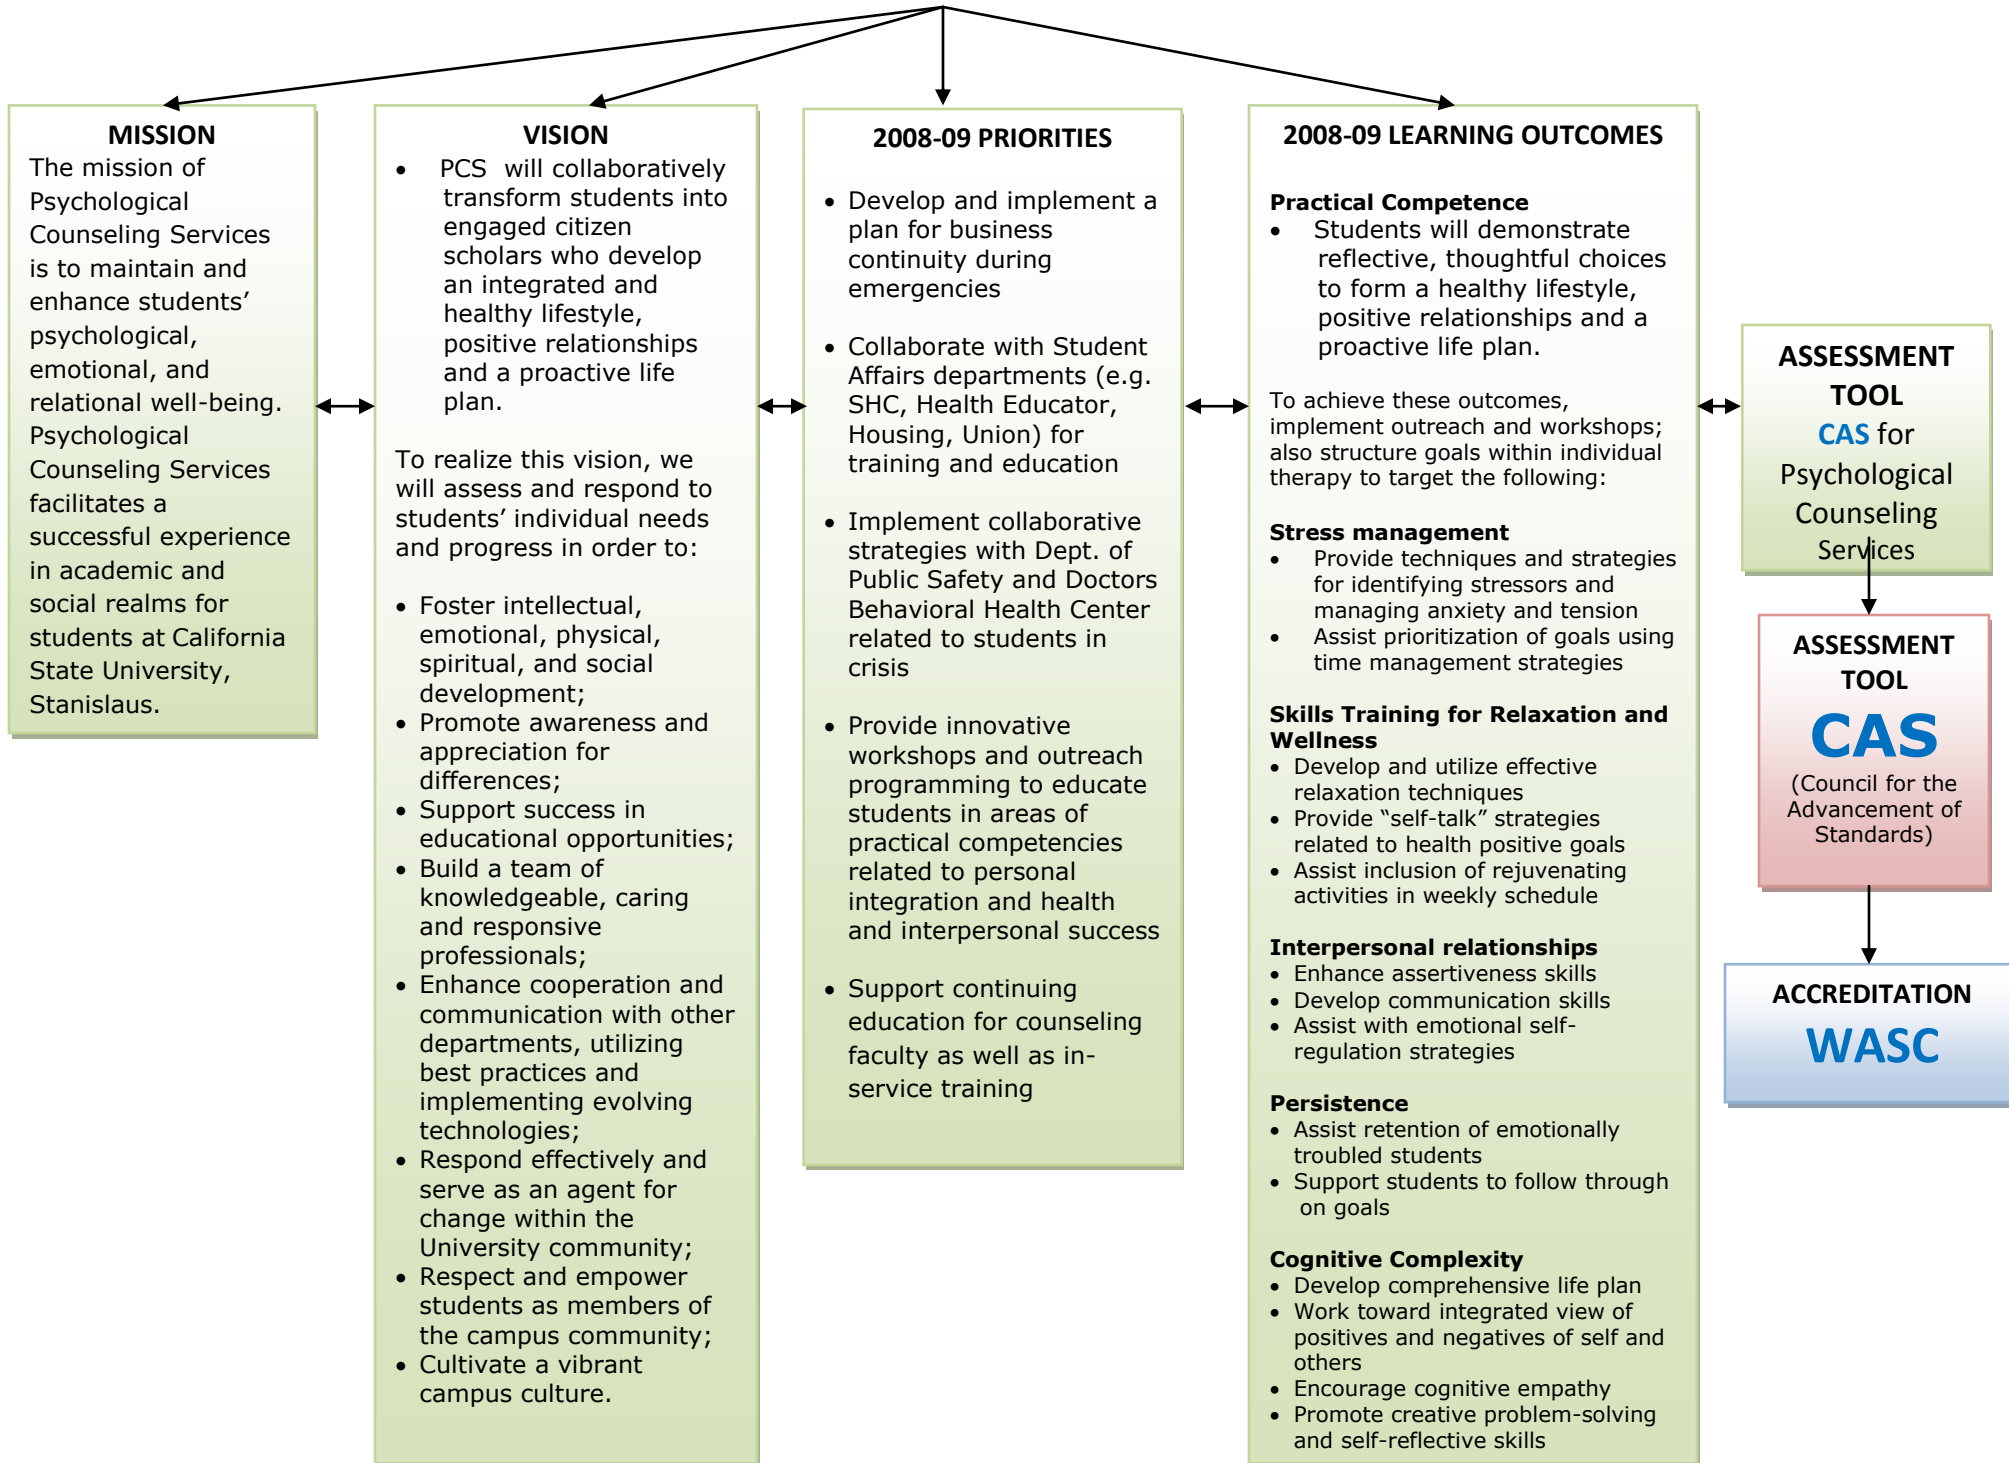 MISSION
The mission of
Psychological
Counseling Services
is to maintain and
enhance students’
psychological,
emotional, and
relational well-being.
Psychological
Counseling Services
facilitates a
successful experience
in academic and
social realms for
students at California
State University,
Stanislaus.
VISION
• PCS will collaboratively
transform students into
engaged citizen
scholars who develop
an integrated and
healthy lifestyle,
positive relationships
and a proactive life
plan.
To realize this vision, we
will assess and respond to
students’ individual needs
and progress in order to:
• Foster intellectual,
emotional, physical,
spiritual, and social
development;
• Promote awareness and
appreciation for
differences;
• Support success in
educational opportunities;
• Build a team of
knowledgeable, caring
and responsive
professionals;
• Enhance cooperation and
communication with other
departments, utilizing
best practices and
implementing evolving
technologies;
• Respond effectively and
serve as an agent for
change within the
University community;
• Respect and empower
students as members of
the campus community;
• Cultivate a vibrant
campus culture.
2008-09 PRIORITIES
• Develop and implement a
plan for business
continuity during
emergencies
• Collaborate with Student
Affairs departments (e.g.
SHC, Health Educator,
Housing, Union) for
training and education
• Implement collaborative
strategies with Dept. of
Public Safety and Doctors
Behavioral Health Center
related to students in
crisis
• Provide innovative
workshops and outreach
programming to educate
students in areas of
practical competencies
related to personal
integration and health
and interpersonal success
• Support continuing
education for counseling
faculty as well as in-
service training
2008-09 LEARNING OUTCOMES
Practical Competence
• Students will demonstrate
reflective, thoughtful choices
to form a healthy lifestyle,
positive relationships and a
proactive life plan.
To achieve these outcomes,
implement outreach and workshops;
also structure goals within individual
therapy to target the following:
Stress management
• Provide techniques and strategies
for identifying stressors and
managing anxiety and tension
• Assist prioritization of goals using
time management strategies
Skills Training for Relaxation and
Wellness
• Develop and utilize effective
relaxation techniques
• Provide “self-talk” strategies
related to health positive goals
• Assist inclusion of rejuvenating
activities in weekly schedule
Interpersonal relationships
• Enhance assertiveness skills
• Develop communication skills
• Assist with emotional self-
regulation strategies
Persistence
• Assist retention of emotionally
troubled students
• Support students to follow through
on goals
Cognitive Complexity
• Develop comprehensive life plan
• Work toward integrated view of
positives and negatives of self and
others
• Encourage cognitive empathy
• Promote creative problem-solving
and self-reflective skills
ASSESSMENT
TOOL
CAS for
Psychological
Counseling
Services
ASSESSMENT
TOOL
CAS
(Council for the
Advancement of
Standards)
ACCREDITATION
WASC